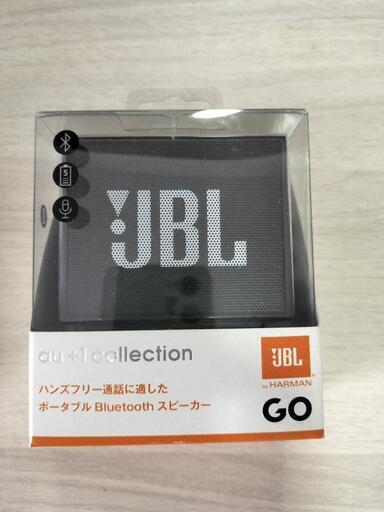 5
JBL
au +1 collection
JBL
by HARMAN
ハンズフリー通話に適した
ポータブル Bluetooth スピーカー
GO